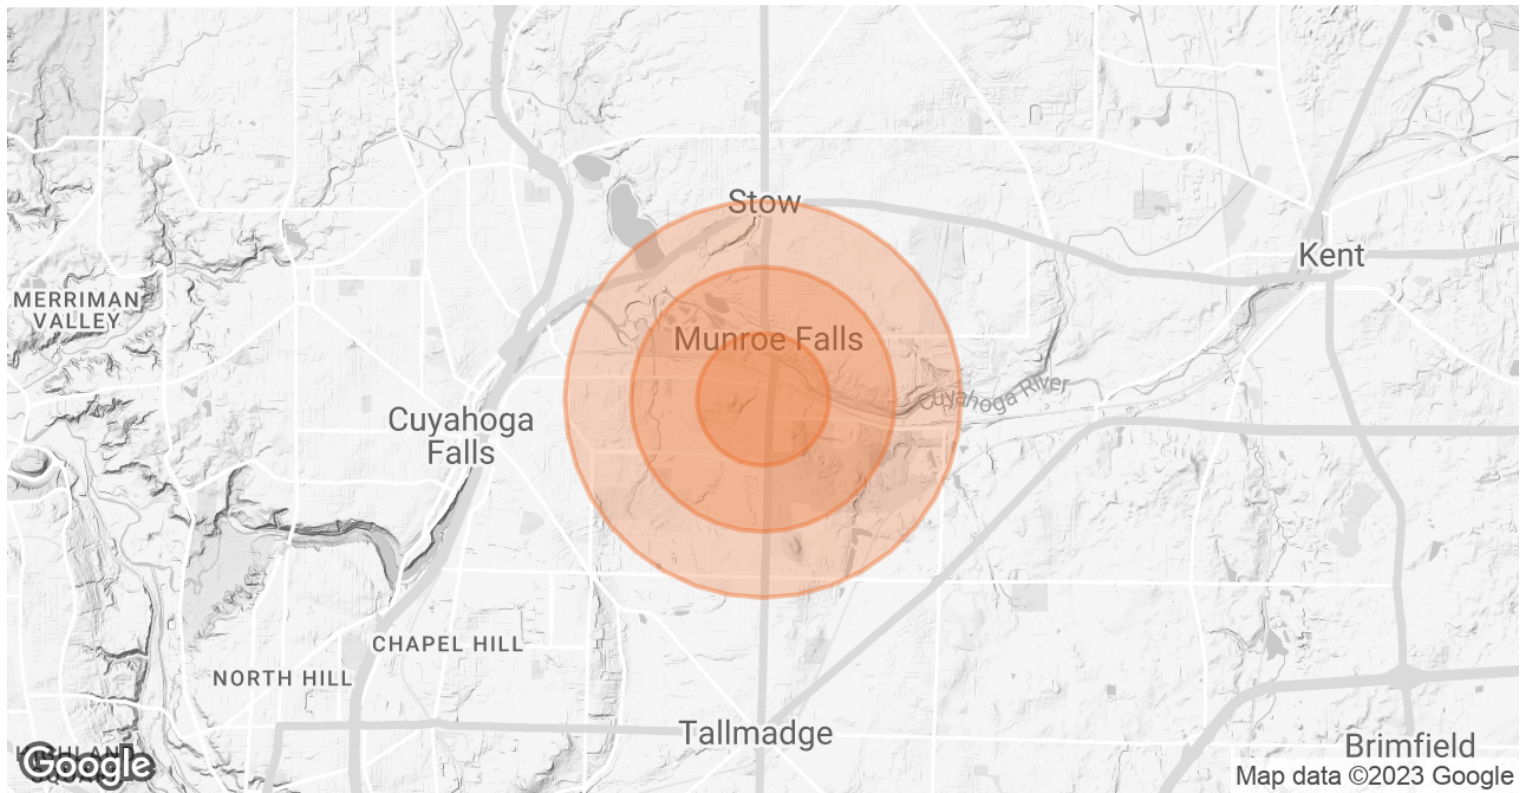 Stow
Kent
MERRIMAN
VALLEY
Munroe Falls
Cuyahoga River
Cuyahoga
Falls
CHAPEL HILL
NORTH HILL
Tallmadge
Brimfield
Google
Map data ©2023 Google